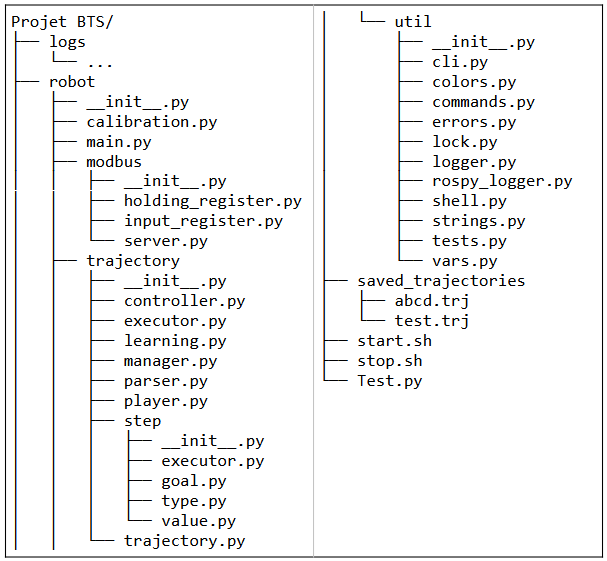 Projet BTS/
├── logs
│   └── ...
├── robot
│   ├── __init__.py
│   ├── calibration.py
│   ├── main.py
│   ├── modbus
│   │   ├── __init__.py
│   │   ├── holding_register.py
│   │   ├── input_register.py
│   │   └── server.py
│   ├── trajectory
│   │   ├── __init__.py
│   │   ├── controller.py
│   │   ├── executor.py
│   │   ├── learning.py
│   │   ├── manager.py
│   │   ├── parser.py
│   │   ├── player.py
│   │   ├── step
│   │   │   ├── __init__.py
│   │   │   ├── executor.py
│   │   │   ├── goal.py
│   │   │   ├── type.py
│   │   │   └── value.py
│   │   └── trajectory.py
│   └── util
│       ├── __init__.py
│       ├── cli.py
│       ├── colors.py
│       ├── commands.py
│       ├── errors.py
│       ├── lock.py
│       ├── logger.py
│       ├── rospy_logger.py
│       ├── shell.py
│       ├── strings.py
│       ├── tests.py
│       └── vars.py
├── saved_trajectories
│   ├── abcd.trj
│   └── test.trj
├── start.sh
├── stop.sh
└── Test.py